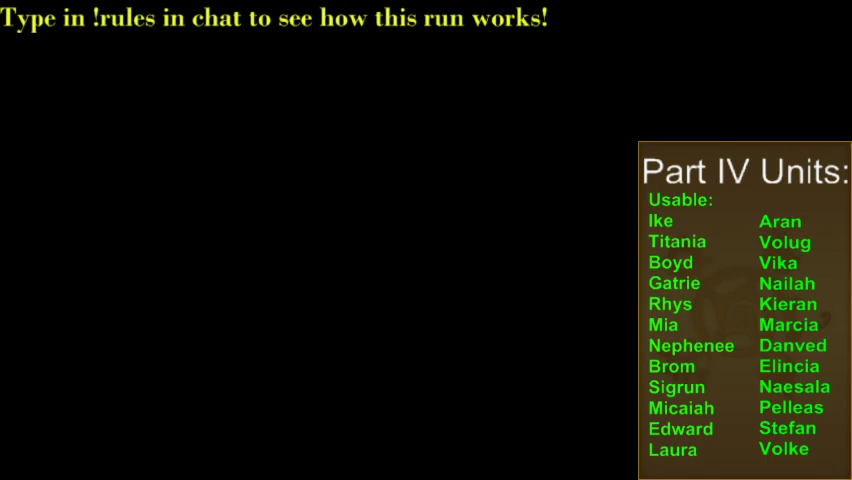 Type in !rules in chat to see how this run works!
Part IV Units:
Usable:
Ike
Titania
Boyd
Gatrie
Rhys
Mia
Nephenee
Brom
Sigrun
Micaiah
Edward
Laura
Aran
Volug
Vika
Nailah
Kieran
Marcia
Danved
Elincia
Naesala
Pelleas
Stefan
Volke